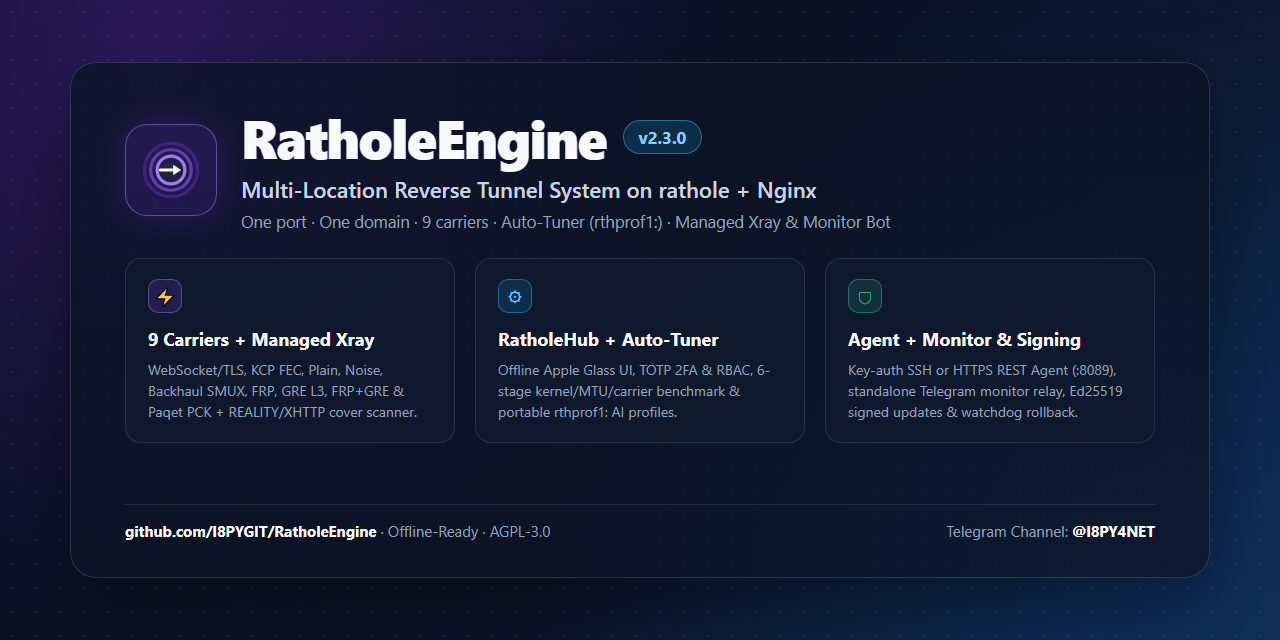 RatholeEngine v2.3.0
Multi-Location Reverse Tunnel System on rathole + Nginx
One port · One domain · 9 carriers · Auto-Tuner (rthprof1:) · Managed Xray & Monitor Bot
9 Carriers + Managed Xray
WebSocket/TLS, KCP FEC, Plain, Noise,
Backhaul SMUX, FRP, GRE L3, FRP+GRE &
Paqet PCK + REALITY/XHTTP cover scanner.
RatholeHub + Auto-Tuner
Offline Apple Glass UI, TOTP 2FA & RBAC, 6-
stage kernel/MTU/carrier benchmark &
portable rthprof1: AI profiles.
Agent + Monitor & Signing
Key-auth SSH or HTTPS REST Agent (:8089),
standalone Telegram monitor relay, Ed25519
signed updates & watchdog rollback.
github.com/I8PYGIT/RatholeEngine · Offline-Ready · AGPL-3.0
Telegram Channel: @I8PY4NET